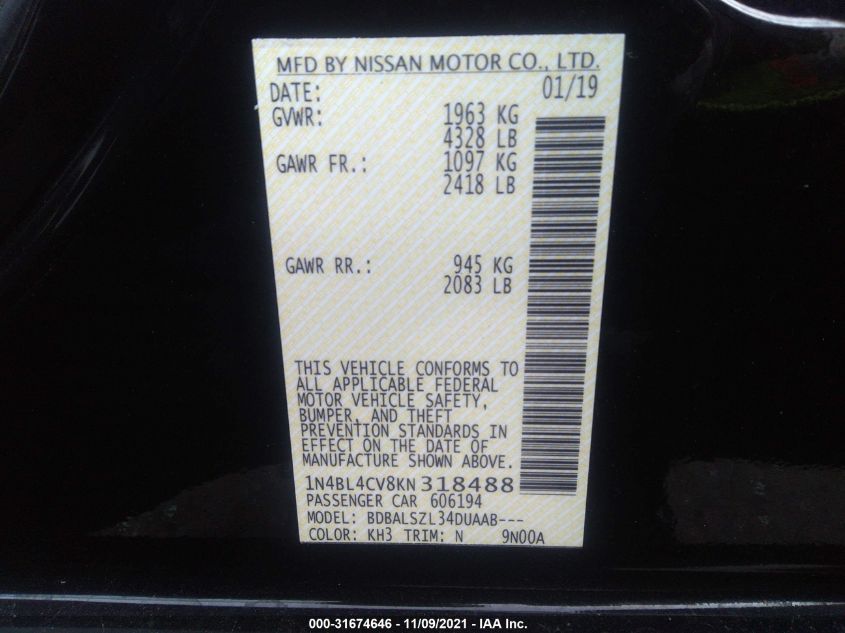 MFD BY NISSAN MOTOR CO., LTD.
DATE: 01/19
GVWR: 1963 KG
4328 LB
GAWR FR.: 1097 KG
2418 LB
GAWR RR.: 945 KG
2083 LB
THIS VEHICLE CONFORMS TO
ALL APPLICABLE FEDERAL
MOTOR VEHICLE SAFETY,
BUMPER, AND THEFT
PREVENTION STANDARDS IN
EFFECT ON THE DATE OF
MANUFACTURE SHOWN ABOVE.
1N4BL4CV8KN318488
PASSENGER CAR 606194
MODEL: BDBALSZL34DUAAB---
COLOR: KH3 TRIM: N 9N00A
000-31674646 - 11/09/2021 - IAA Inc.